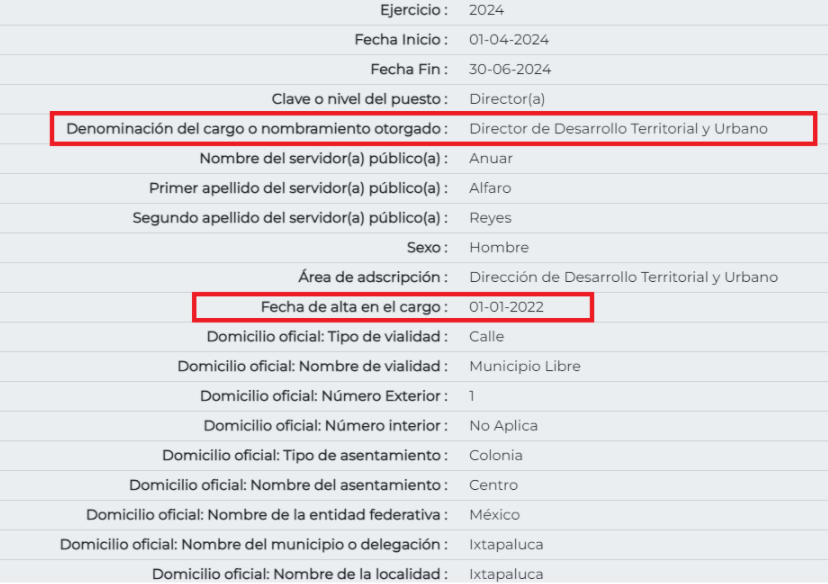 Ejercicio : 2024
Fecha Inicio : 01-04-2024
Fecha Fin : 30-06-2024
Clave o nivel del puesto : Director(a)
Denominación del cargo o nombramiento otorgado : Director de Desarrollo Territorial y Urbano
Nombre del servidor(a) público(a) : Anuar
Primer apellido del servidor(a) público(a) : Alfaro
Segundo apellido del servidor(a) público(a) : Reyes
Sexo : Hombre
Área de adscripción : Dirección de Desarrollo Territorial y Urbano
Fecha de alta en el cargo : 01-01-2022
Domicilio oficial: Tipo de vialidad : Calle
Domicilio oficial: Nombre de vialidad : Municipio Libre
Domicilio oficial: Número Exterior : 1
Domicilio oficial: Número interior : No Aplica
Domicilio oficial: Tipo de asentamiento : Colonia
Domicilio oficial: Nombre del asentamiento : Centro
Domicilio oficial: Nombre de la entidad federativa : México
Domicilio oficial: Nombre del municipio o delegación : Ixtapaluca
Domicilio oficial: Nombre de la localidad : Ixtapaluca